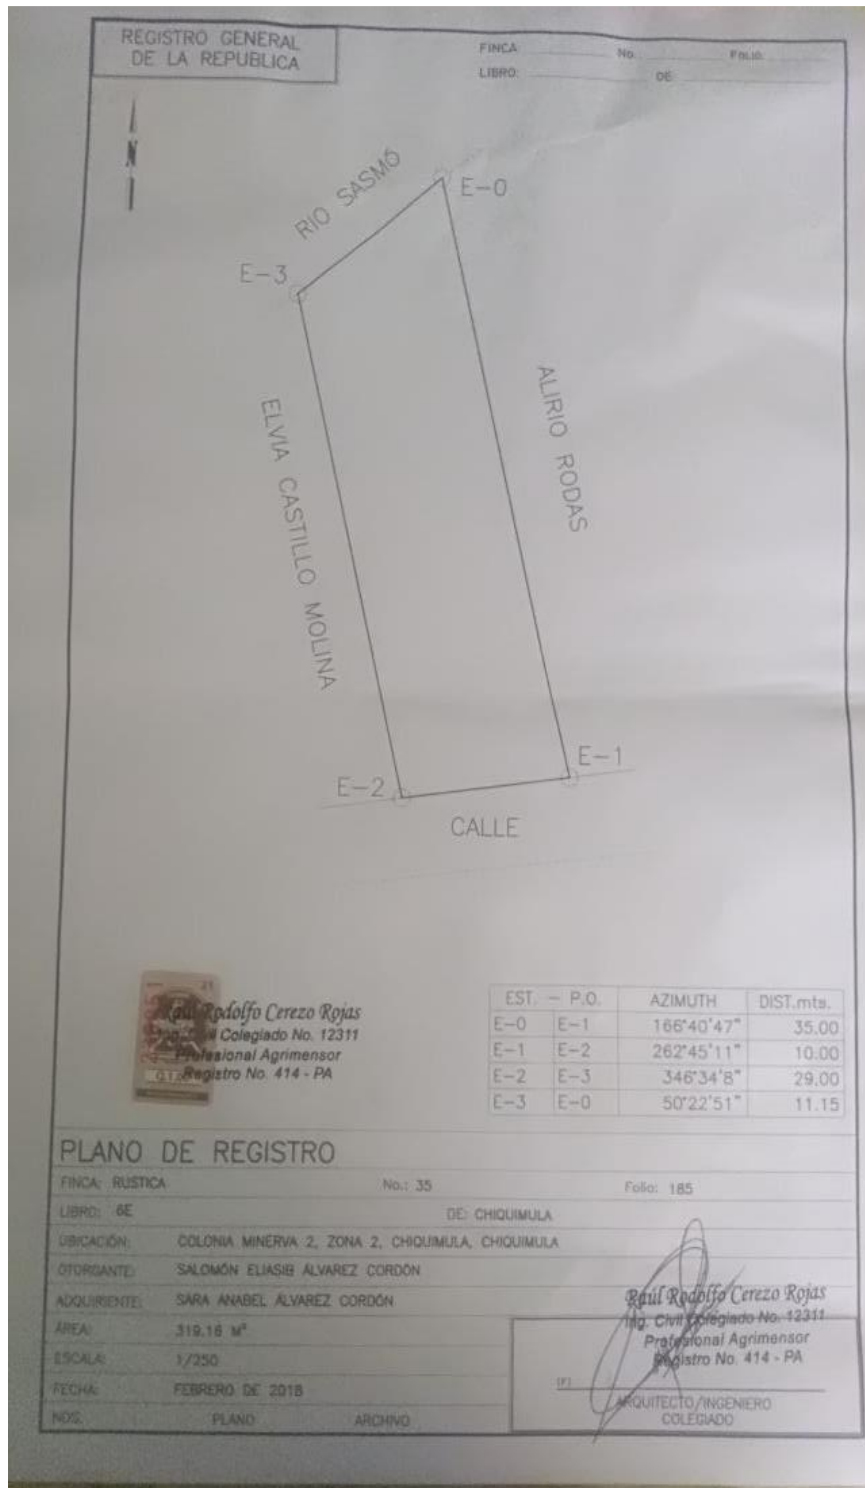 REGISTRO GENERAL
DE LA REPUBLICA
FINCA No. FOLIO:
LIBRO: DE
N
RIO SASMÓ
E-0
E-3
ALIRIO RODAS
ELVIA CASTILLO MOLINA
E-1
E-2
CALLE
Raúl Rodolfo Cerezo Rojas
Ing. Civil Colegiado No. 12311
Profesional Agrimensor
Registro No. 414 - PA
EST. - P.O. AZIMUTH DIST.mts.
E-0 E-1 166°40'47" 35.00
E-1 E-2 262°45'11" 10.00
E-2 E-3 346°34'8" 29.00
E-3 E-0 50°22'51" 11.15
PLANO DE REGISTRO
FINCA: RUSTICA No.: 35 Folio: 185
LIBRO: 6E DE: CHIQUIMULA
UBICACIÓN: COLONIA MINERVA 2, ZONA 2, CHIQUIMULA, CHIQUIMULA
OTORGANTE: SALOMÓN ELIASIB ÁLVAREZ CORDÓN
ADQUIRIENTE: SARA ANABEL ÁLVAREZ CORDÓN
ÁREA: 319.16 M²
ESCALA: 1/250
FECHA: FEBRERO DE 2018
NOS. PLANO ARCHIVO
Raúl Rodolfo Cerezo Rojas
Ing. Civil Colegiado No. 12311
Profesional Agrimensor
Registro No. 414 - PA
(F)
ARQUITECTO/INGENIERO
COLEGIADO